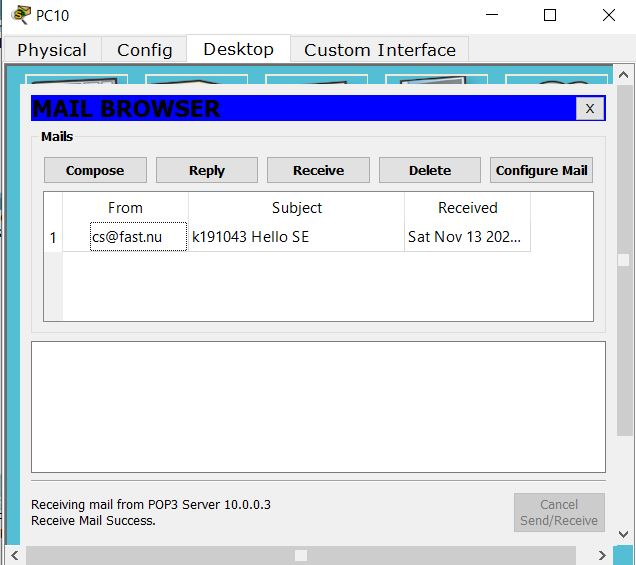 PC10
Physical Config Desktop Custom Interface
MAIL BROWSER X
Mails
Compose Reply Receive Delete Configure Mail
From Subject Received
1 cs@fast.nu k191043 Hello SE Sat Nov 13 202...
Receiving mail from POP3 Server 10.0.0.3
Receive Mail Success.
Cancel
Send/Receive